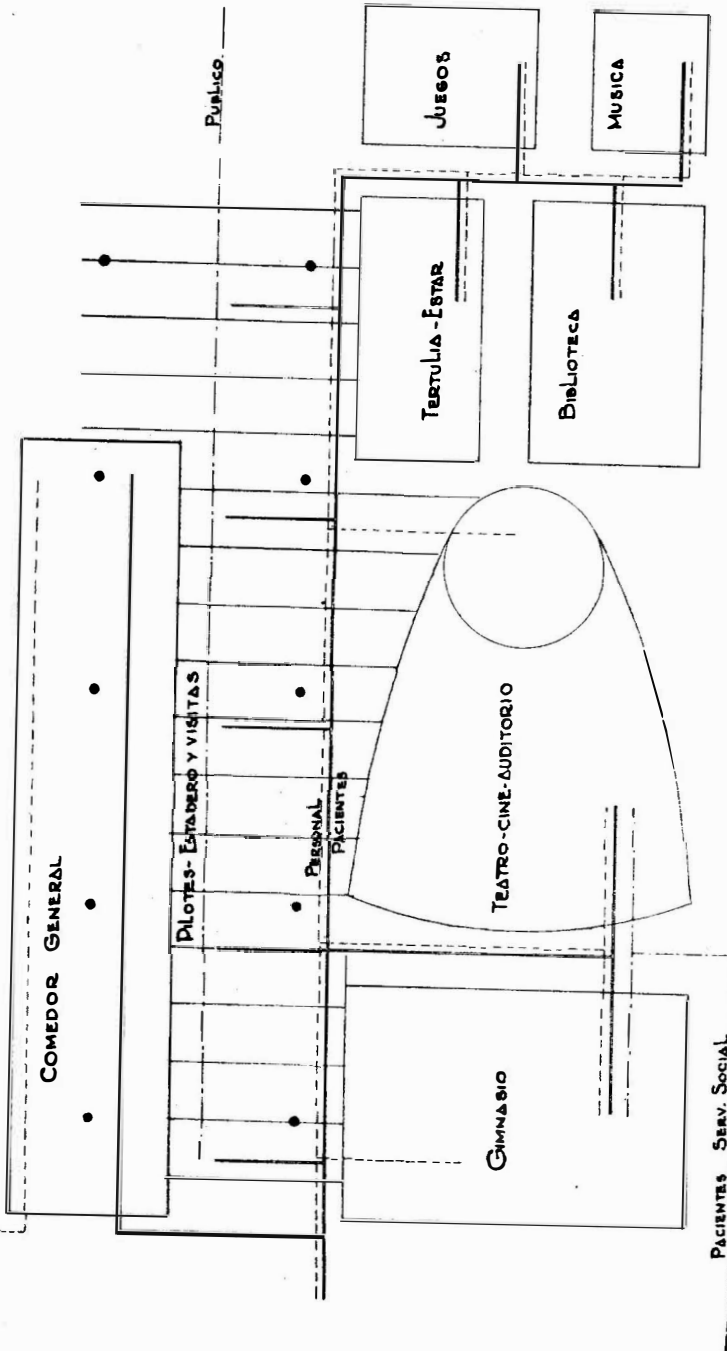 PUBLICO
JUEGOS
MUSICA
TERTULIA-ESTAR
BIBLIOTECA
COMEDOR GENERAL
PILOTES-ESTADERO Y VISITAS
PERSONAL
PACIENTES
TEATRO-CINE-AUDITORIO
GIMNASIO
PACIENTES SERV. SOCIAL